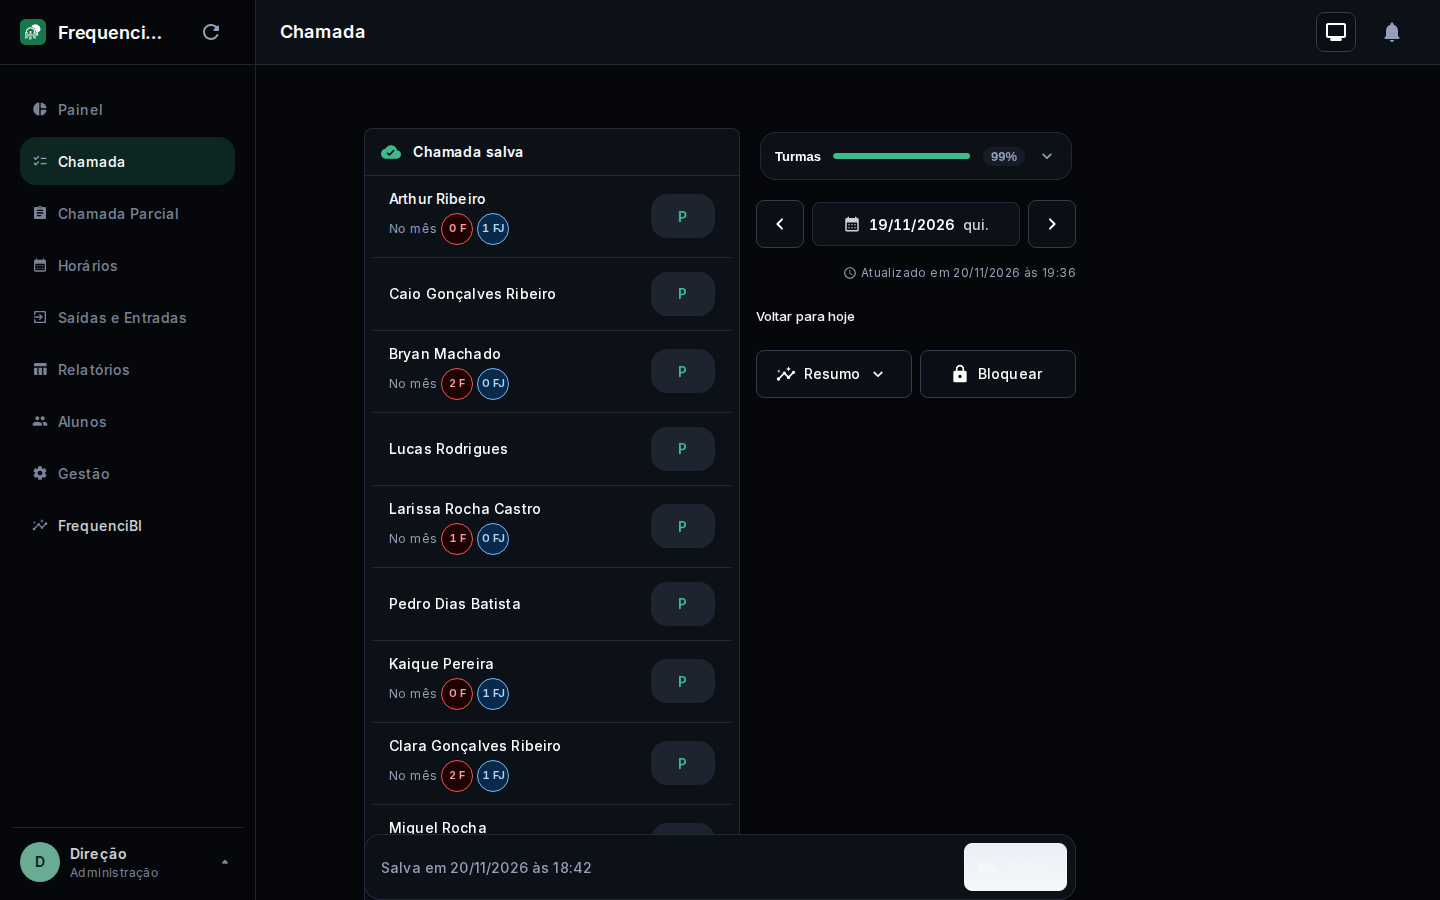 Frequenci...
Chamada
Painel
Chamada
Chamada Parcial
Horários
Saídas e Entradas
Relatórios
Alunos
Gestão
FrequenciBI
D
Direção
Administração
Chamada salva
Arthur Ribeiro
No mês 0 F 1 FJ
P
Caio Gonçalves Ribeiro
P
Bryan Machado
No mês 2 F 0 FJ
P
Lucas Rodrigues
P
Larissa Rocha Castro
No mês 1 F 0 FJ
P
Pedro Dias Batista
P
Kaique Pereira
No mês 0 F 1 FJ
P
Clara Gonçalves Ribeiro
No mês 2 F 1 FJ
P
Miguel Rocha
Salva em 20/11/2026 às 18:42
Turmas 99%
19/11/2026 qui.
Atualizado em 20/11/2026 às 19:36
Voltar para hoje
Resumo
Bloquear